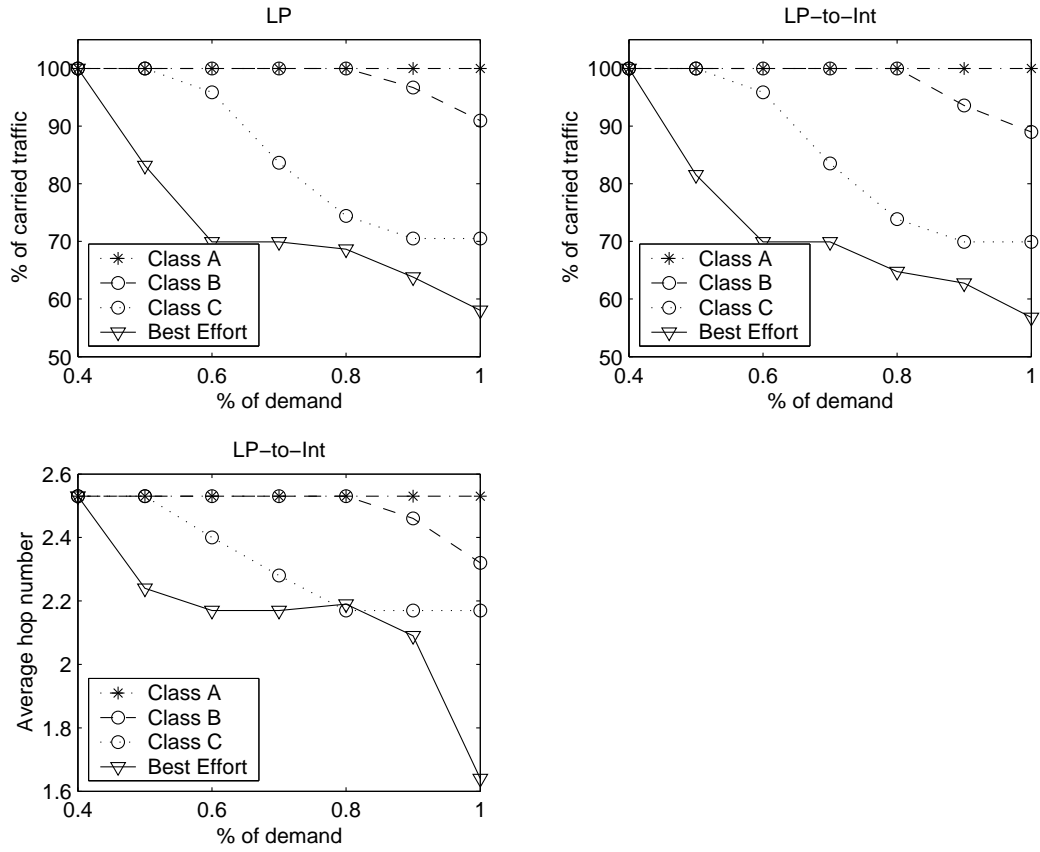 LP
% of carried traffic
100
90
80
70
60
50
Class A
Class B
Class C
Best Effort
0.4
0.6
0.8
1
% of demand
LP−to−Int
% of carried traffic
100
90
80
70
60
50
Class A
Class B
Class C
Best Effort
0.4
0.6
0.8
1
% of demand
LP−to−Int
Average hop number
2.6
2.4
2.2
2
1.8
1.6
Class A
Class B
Class C
Best Effort
0.4
0.6
0.8
1
% of demand